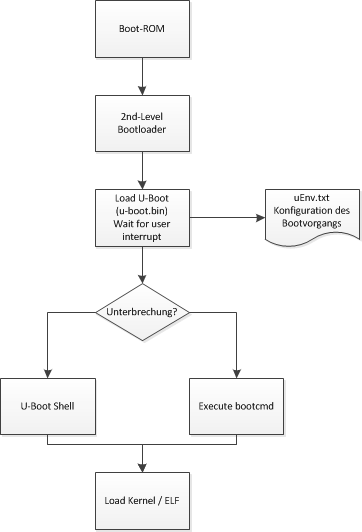 Boot-ROM
2nd-Level
Bootloader
Load U-Boot
(u-boot.bin)
Wait for user
interrupt
uEnv.txt
Konfiguration des
Bootvorgangs
Unterbrechung?
U-Boot Shell
Execute bootcmd
Load Kernel / ELF